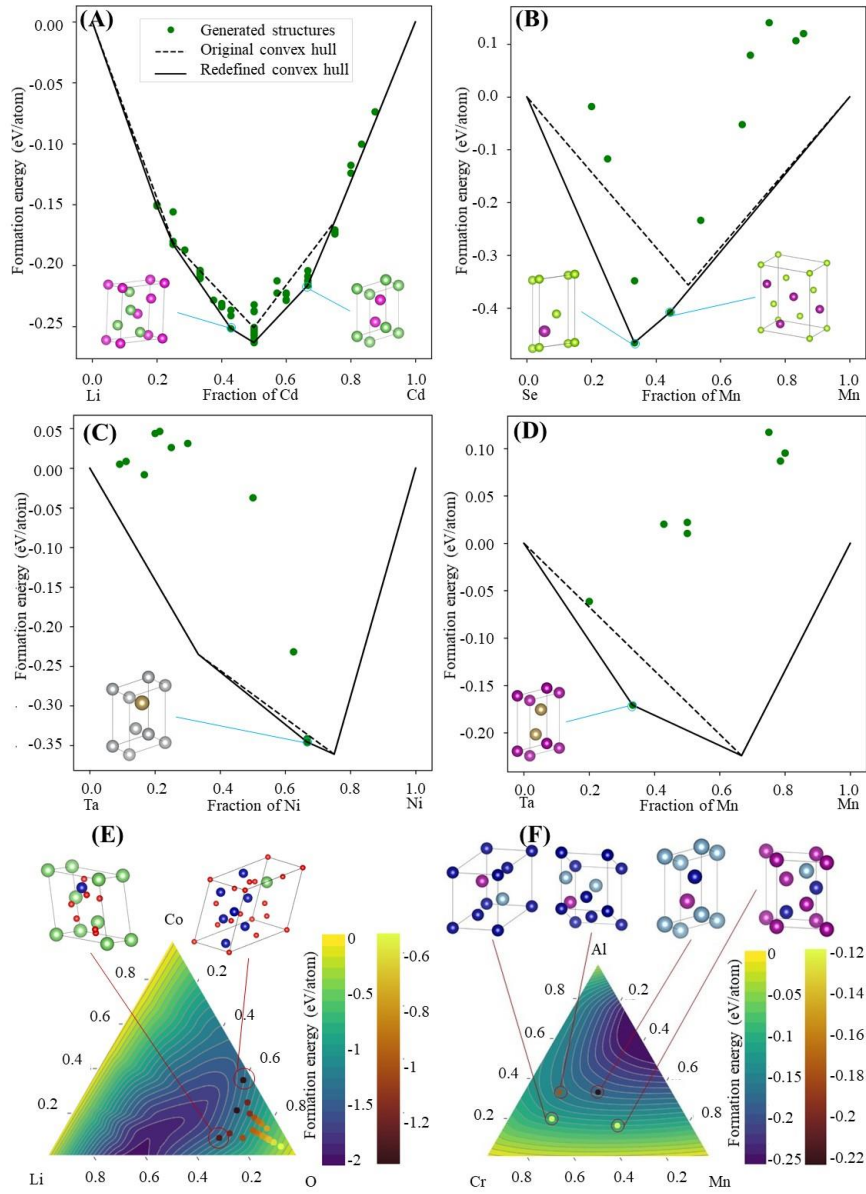 (A)
Generated structures
Original convex hull
Redefined convex hull
Formation energy (eV/atom)
0.0
-0.05
-0.10
-0.15
-0.20
-0.25
0.0 0.2 0.4 0.6 0.8 1.0
Li Fraction of Cd Cd
(B)
Formation energy (eV/atom)
0.1
0.0
-0.1
-0.2
-0.3
-0.4
0.0 0.2 0.4 0.6 0.8 1.0
Se Fraction of Mn Mn
(C)
Formation energy (eV/atom)
0.05
0.00
-0.05
-0.10
-0.15
-0.20
-0.25
-0.30
-0.35
0.0 0.2 0.4 0.6 0.8 1.0
Ta Fraction of Ni Ni
(D)
Formation energy (eV/atom)
0.10
0.05
0.00
-0.05
-0.10
-0.15
-0.20
0.0 0.2 0.4 0.6 0.8 1.0
Ta Fraction of Mn Mn
(E)
Co
0.8 0.2
0.6 0.4
0.4 0.6
0.2 0.8
Li 0.8 0.6 0.4 0.2 O
0
-0.5
-1
-1.5
-2
Formation energy (eV/atom)
-0.6
-0.8
-1
-1.2
(F)
Al
0.8 0.2
0.6 0.4
0.4 0.6
0.2 0.8
Cr 0.8 0.6 0.4 0.2 Mn
Formation energy (eV/atom)
0
-0.05
-0.1
-0.15
-0.2
-0.25
-0.12
-0.14
-0.16
-0.18
-0.2
-0.22